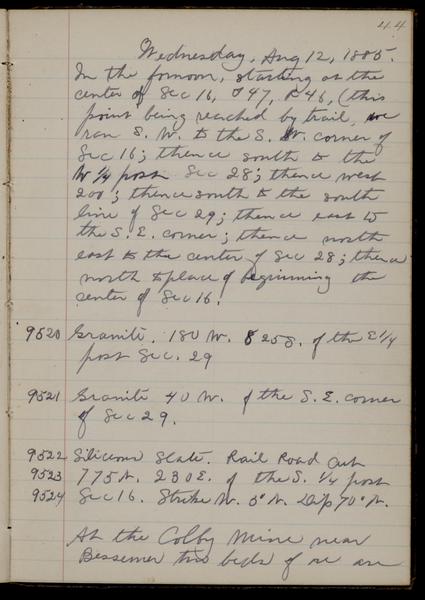 44
Wednesday, Aug 12, 1885.
In the fornoon, starting at the
center of Sec 16, T 47, R 46, (this
point being reached by trail, we
ran S. W. to the S. W. corner of
Sec 16; thence south to the
W 1/4 post Sec 28; thence west
200; thence south to the south
line of Sec 29; thence east to
the S. E. corner; thence north
east to the center of Sec 28; thence
north to place of beginning the
center of Sec 16.
9520 Granite. 180 W. 825 S. of the E 1/4
post Sec. 29
9521 Granite 40 W. of the S. E. corner
of Sec 29.
9522 Silicious Slate. Rail Road Cut
9523 775 N. 230 E. of the S. 1/4 post
9524 Sec 16. Strike W. 5° N. Dip 70° N.
At the Colby Mine near
Bessemer two beds of ore are